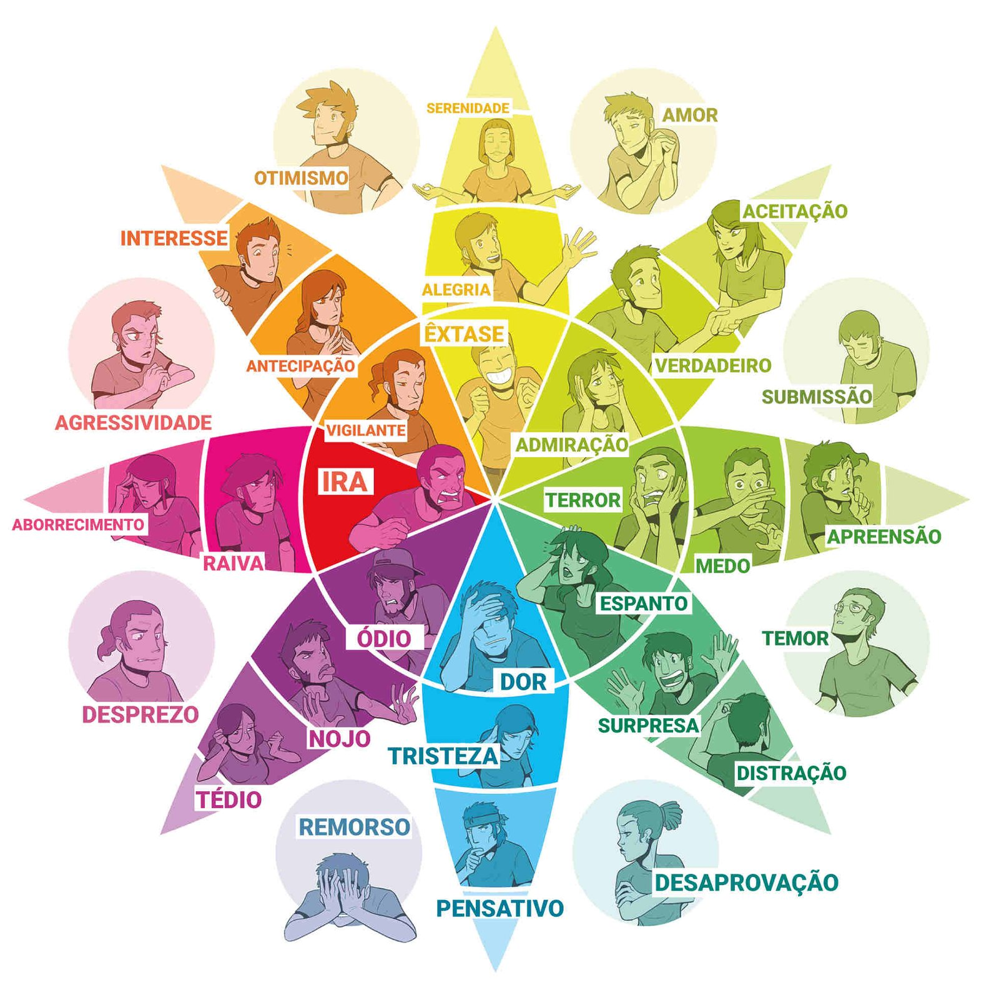 SERENIDADE
AMOR
OTIMISMO
ACEITAÇÃO
INTERESSE
ALEGRIA
ÊXTASE
ANTECIPAÇÃO
VERDADEIRO
SUBMISSÃO
AGRESSIVIDADE
VIGILANTE
ADMIRAÇÃO
IRA
TERROR
ABORRECIMENTO
APREENSÃO
RAIVA
MEDO
ESPANTO
ÓDIO
TEMOR
DOR
DESPREZO
SURPRESA
NOJO
TRISTEZA
DISTRAÇÃO
TÉDIO
REMORSO
DESAPROVAÇÃO
PENSATIVO